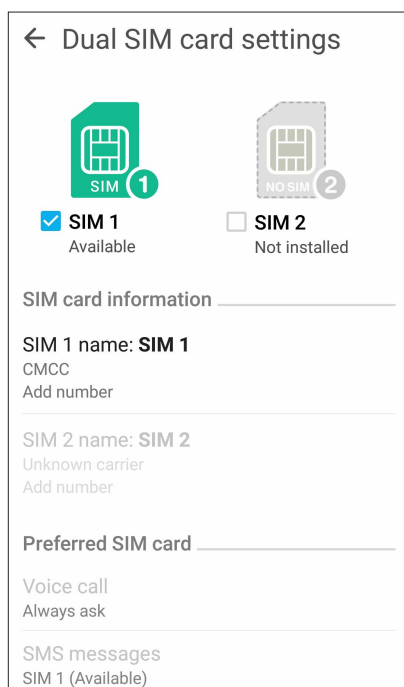 Dual SIM card settings
SIM 1
NO SIM 2
SIM 1
Available
SIM 2
Not installed
SIM card information
SIM 1 name: SIM 1
CMCC
Add number
SIM 2 name: SIM 2
Unknown carrier
Add number
Preferred SIM card
Voice call
Always ask
SMS messages
SIM 1 (Available)